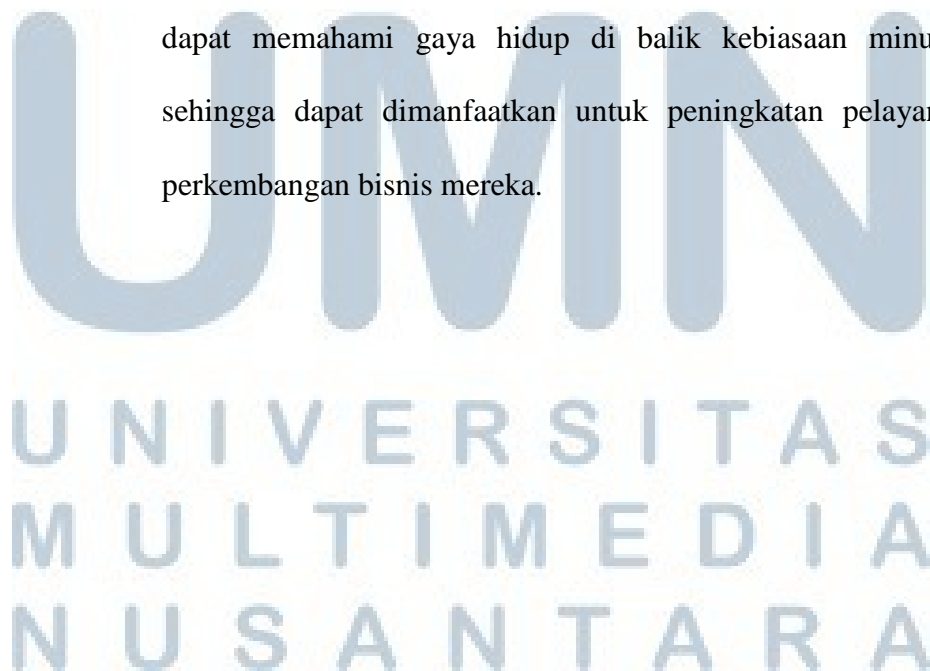 dapat memahami gaya hidup di balik kebiasaan minu
sehingga dapat dimanfaatkan untuk peningkatan pelayan
perkembangan bisnis mereka.
UMN
UNIVERSITAS
MULTIMEDIA
NUSANTARA